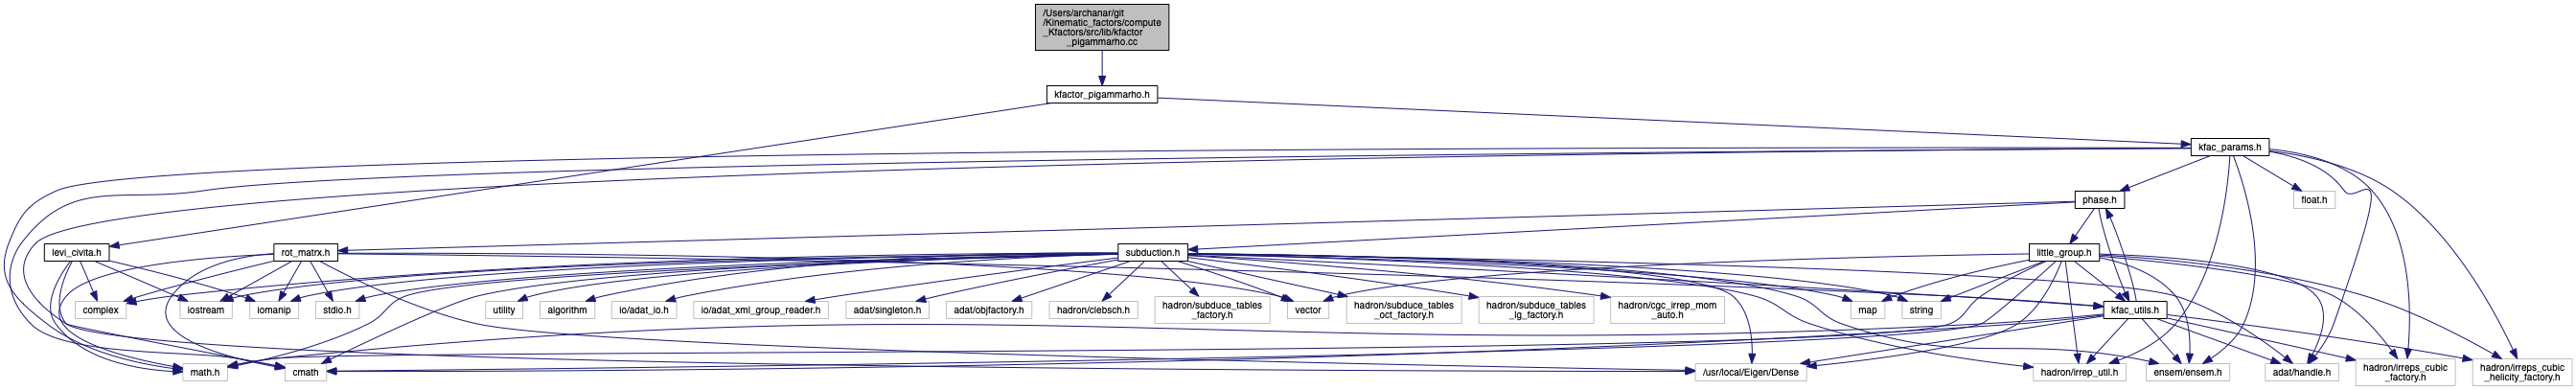 /Users/archanar/git
/Kinematic_factors/compute
_Kfactors/src/lib/kfactor
_pigammarho.cc
kfactor_pigammarho.h
kfac_params.h
phase.h
float.h
levi_civita.h
rot_matrx.h
subduction.h
little_group.h
complex
iostream
iomanip
stdio.h
utility
algorithm
io/adat_io.h
io/adat_xml_group_reader.h
adat/singleton.h
adat/objfactory.h
hadron/clebsch.h
hadron/subduce_tables
_factory.h
vector
hadron/subduce_tables
_oct_factory.h
hadron/subduce_tables
_lg_factory.h
hadron/cgc_irrep_mom
_auto.h
map
string
kfac_utils.h
math.h
cmath
/usr/local/Eigen/Dense
hadron/irrep_util.h
ensem/ensem.h
adat/handle.h
hadron/irreps_cubic
_factory.h
hadron/irreps_cubic
_helicity_factory.h